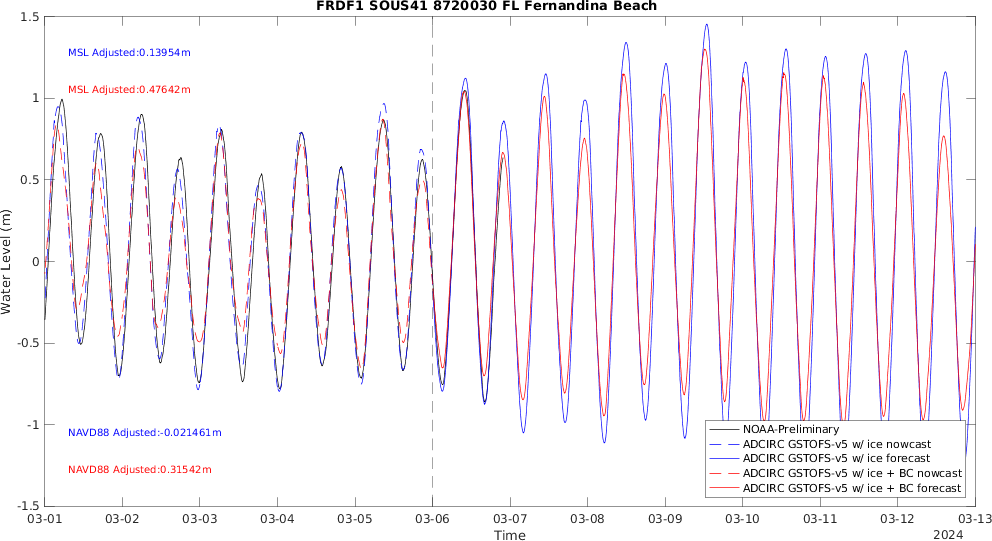 FRDF1 SOUS41 8720030 FL Fernandina Beach
1.5
1
0.5
0
-0.5
-1
-1.5
Water Level (m)
MSL Adjusted:0.13954m
MSL Adjusted:0.47642m
NAVD88 Adjusted:-0.021461m
NAVD88 Adjusted:0.31542m
NOAA-Preliminary
ADCIRC GSTOFS-v5 w/ ice nowcast
ADCIRC GSTOFS-v5 w/ ice forecast
ADCIRC GSTOFS-v5 w/ ice + BC nowcast
ADCIRC GSTOFS-v5 w/ ice + BC forecast
03-01 03-02 03-03 03-04 03-05 03-06 03-07 03-08 03-09 03-10 03-11 03-12 03-13
Time
2024